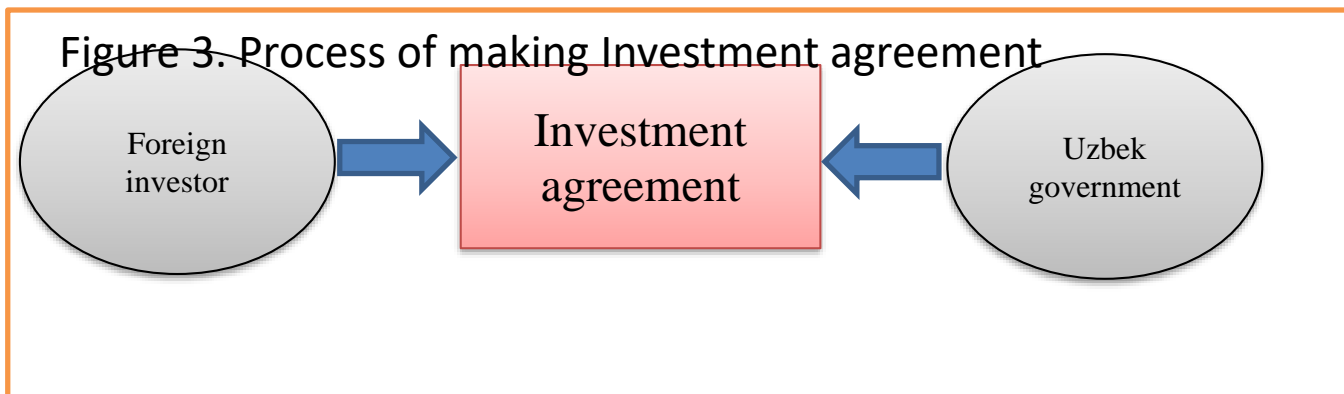 Figure 3. Process of making Investment agreement
Foreign
investor
Investment
agreement
Uzbek
government